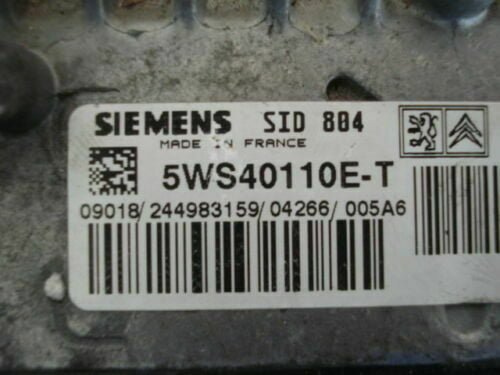 SIEMENS SID 804
MADE IN FRANCE
5WS40110E-T
09018/244983159/04266/005A6